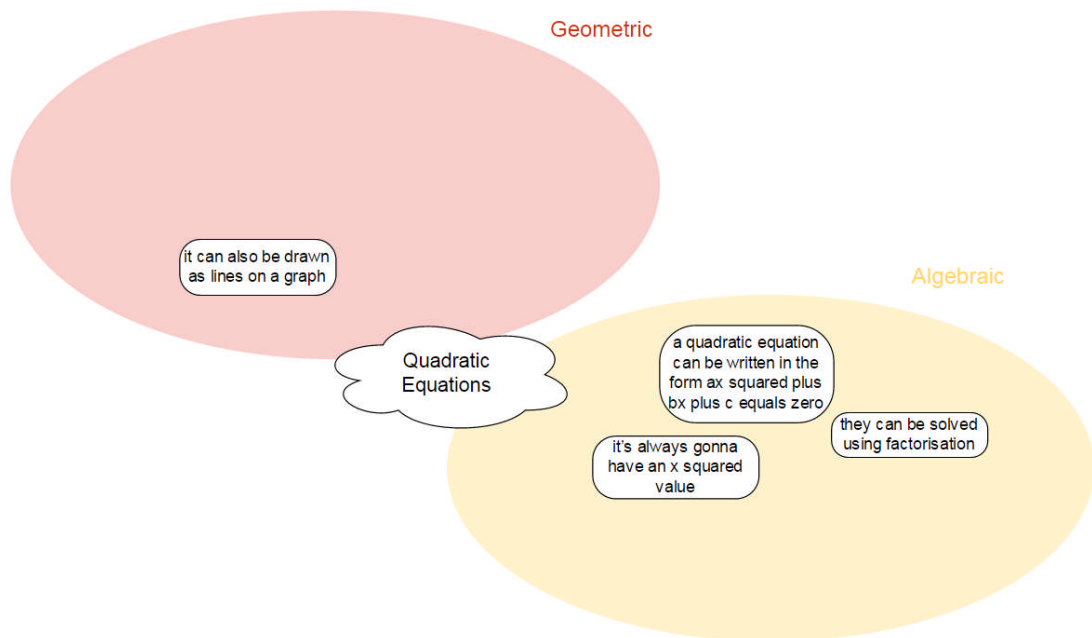 Geometric
it can also be drawn
as lines on a graph
Quadratic
Equations
Algebraic
a quadratic equation
can be written in the
form ax squared plus
bx plus c equals zero
they can be solved
using factorisation
it's always gonna
have an x squared
value